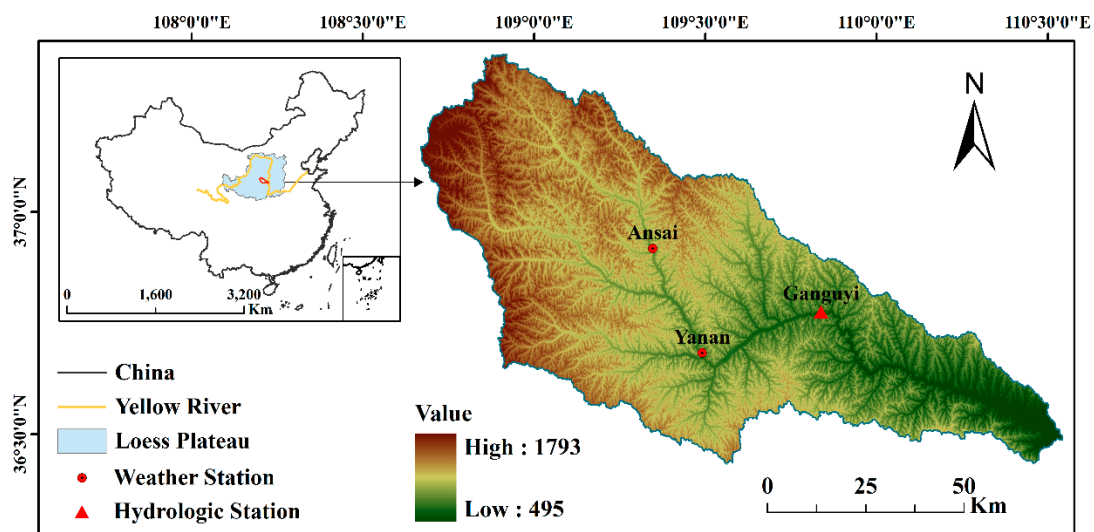 108°0'0"E
108°30'0"E
109°0'0"E
109°30'0"E
110°0'0"E
110°30'0"E
37°0'0"N
36°30'0"N
0
1,600
3,200
Km
China
Yellow River
Loess Plateau
Weather Station
Hydrologic Station
N
Ansai
Ganguyi
Yanan
Value
High : 1793
Low : 495
0
25
50
Km